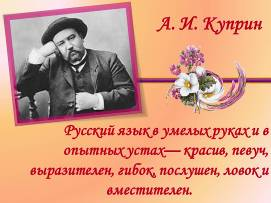 А. И. Куприн
Русский язык в умелых руках и в
опытных устах— красив, певуч,
выразителен, гибок, послушен, ловок и
вместителен.